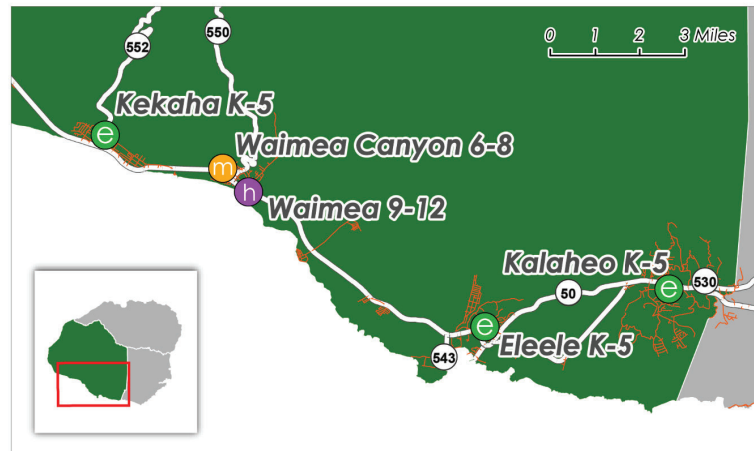 0 1 2 3 Miles
552
550
Kekaha K-5
e
Waimea Canyon 6-8
m
h
Waimea 9-12
Kalaheo K-5
530
50
e
e
Eleele K-5
543